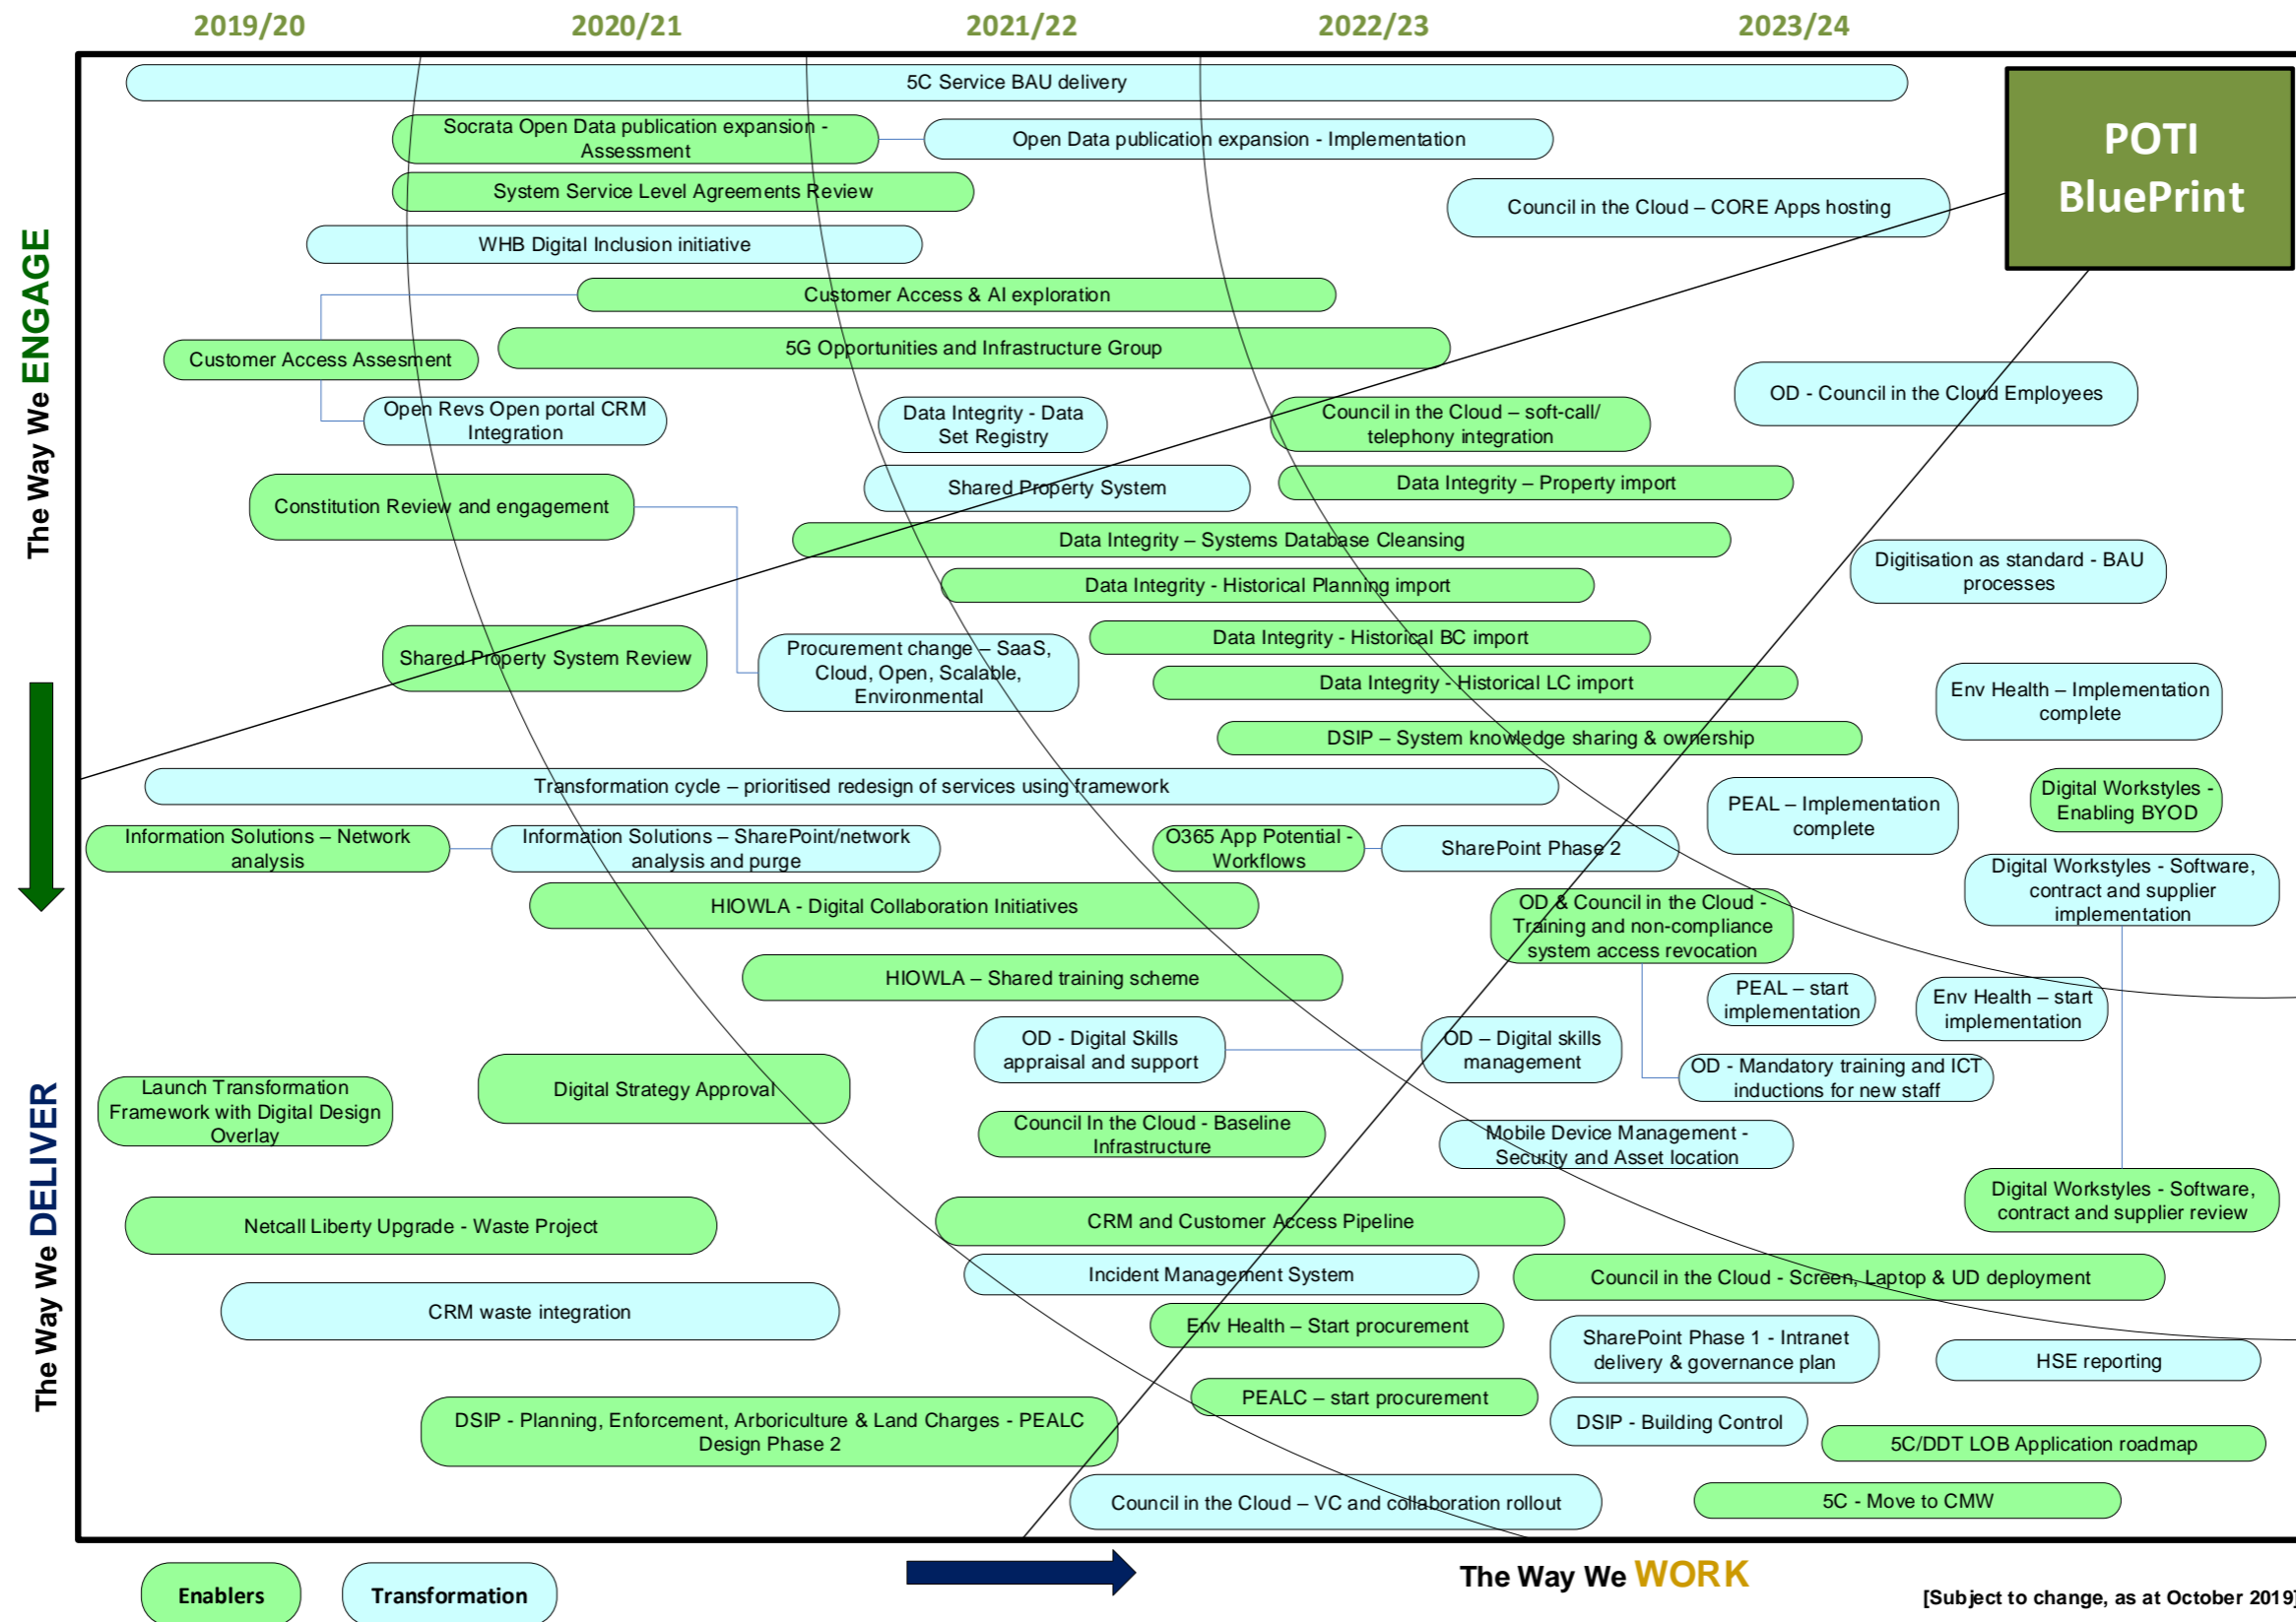 2019/20
2020/21
2021/22
2022/23
2023/24
5C Service BAU delivery
POTI
BluePrint
Socrata Open Data publication expansion -
Assessment
Open Data publication expansion - Implementation
System Service Level Agreements Review
Council in the Cloud – CORE Apps hosting
WHB Digital Inclusion initiative
Customer Access & AI exploration
5G Opportunities and Infrastructure Group
Customer Access Assesment
OD - Council in the Cloud Employees
Open Revs Open portal CRM
Integration
Data Integrity - Data
Set Registry
Council in the Cloud – soft-call/
telephony integration
Shared Property System
Data Integrity – Property import
Constitution Review and engagement
Data Integrity – Systems Database Cleansing
Digitisation as standard - BAU
processes
Data Integrity - Historical Planning import
Data Integrity - Historical BC import
Shared Property System Review
Procurement change – SaaS,
Cloud, Open, Scalable,
Environmental
Data Integrity - Historical LC import
Env Health – Implementation
complete
DSIP – System knowledge sharing & ownership
Transformation cycle – prioritised redesign of services using framework
PEAL – Implementation
complete
Digital Workstyles -
Enabling BYOD
Information Solutions – Network
analysis
Information Solutions – SharePoint/network
analysis and purge
O365 App Potential -
Workflows
SharePoint Phase 2
Digital Workstyles - Software,
contract and supplier
implementation
HIOWLA - Digital Collaboration Initiatives
OD & Council in the Cloud -
Training and non-compliance
system access revocation
HIOWLA – Shared training scheme
PEAL – start
implementation
Env Health – start
implementation
OD - Digital Skills
appraisal and support
OD – Digital skills
management
OD - Mandatory training and ICT
inductions for new staff
Launch Transformation
Framework with Digital Design
Overlay
Digital Strategy Approval
Council In the Cloud - Baseline
Infrastructure
Mobile Device Management -
Security and Asset location
Digital Workstyles - Software,
contract and supplier review
Netcall Liberty Upgrade - Waste Project
CRM and Customer Access Pipeline
Incident Management System
Council in the Cloud - Screen, Laptop & UD deployment
CRM waste integration
Env Health – Start procurement
SharePoint Phase 1 - Intranet
delivery & governance plan
HSE reporting
PEALC – start procurement
DSIP - Planning, Enforcement, Arboriculture & Land Charges - PEALC
Design Phase 2
DSIP - Building Control
5C/DDT LOB Application roadmap
Council in the Cloud – VC and collaboration rollout
5C - Move to CMW
The Way We ENGAGE
The Way We DELIVER
The Way We WORK
Enablers
Transformation
[Subject to change, as at October 2019]